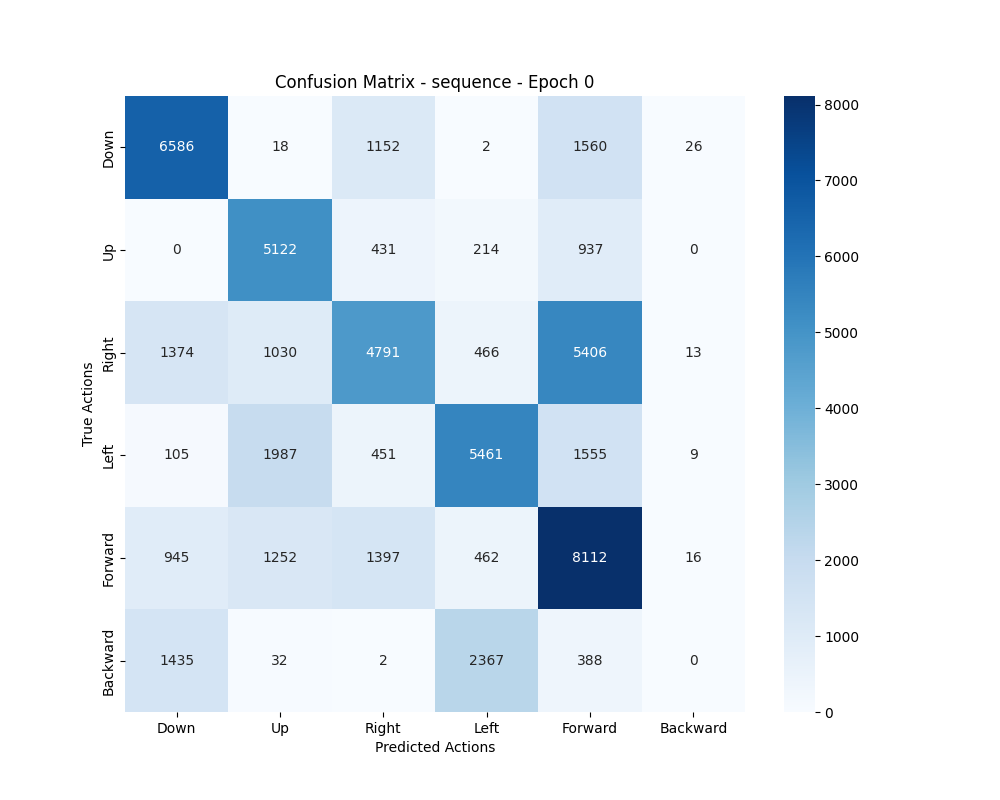 Confusion Matrix - sequence - Epoch 0
True Actions
Down 6586 18 1152 2 1560 26
Up 0 5122 431 214 937 0
Right 1374 1030 4791 466 5406 13
Left 105 1987 451 5461 1555 9
Forward 945 1252 1397 462 8112 16
Backward 1435 32 2 2367 388 0
Down Up Right Left Forward Backward
Predicted Actions
8000
7000
6000
5000
4000
3000
2000
1000
0